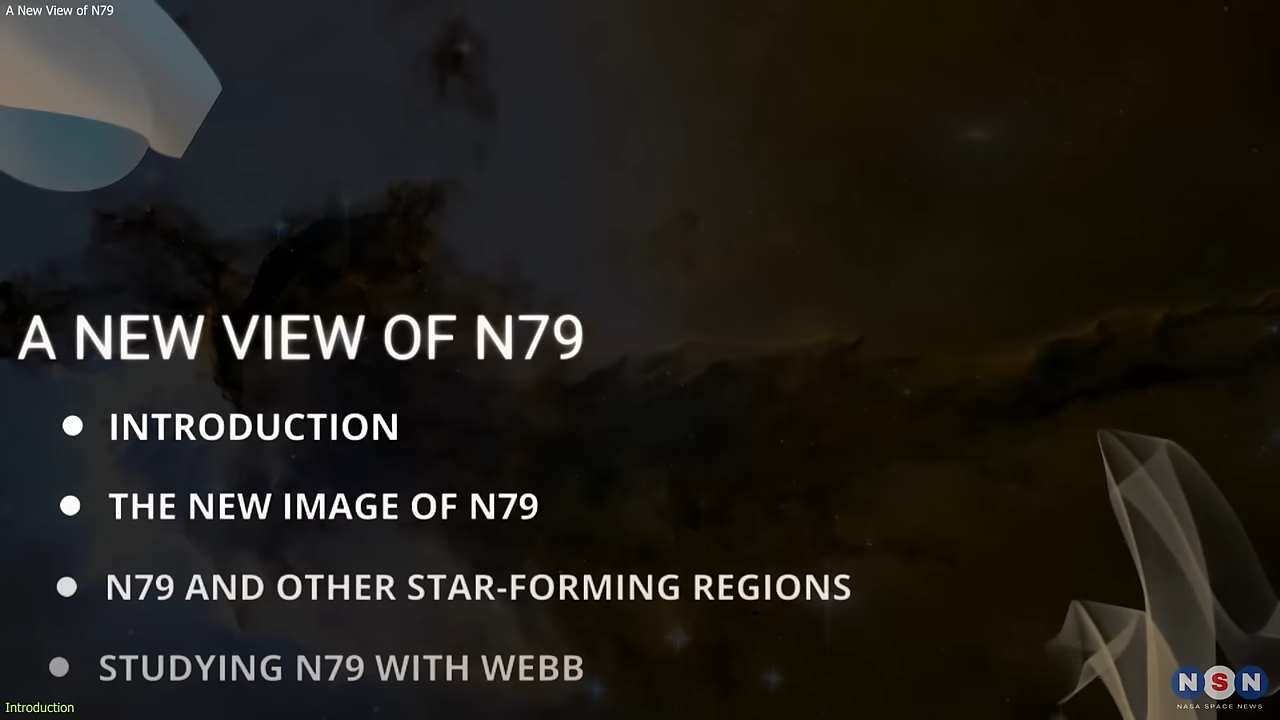 A New View of N79
A NEW VIEW OF N79
INTRODUCTION
THE NEW IMAGE OF N79
N79 AND OTHER STAR-FORMING REGIONS
STUDYING N79 WITH WEBB
NSN
NASA SPACE NEWS
Introduction